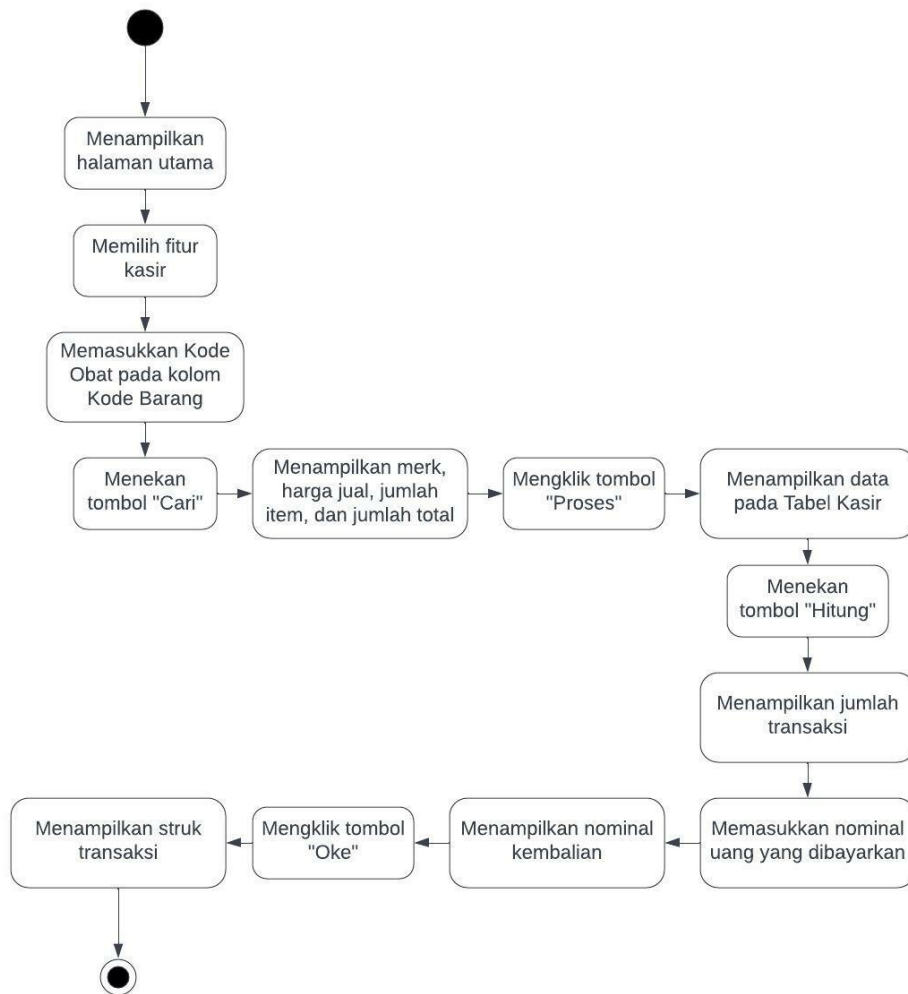 Menampilkan
halaman utama
Memilih fitur
kasir
Memasukkan Kode
Obat pada kolom
Kode Barang
Menekan
tombol "Cari"
Menampilkan merk,
harga jual, jumlah
item, dan jumlah total
Mengklik tombol
"Proses"
Menampilkan data
pada Tabel Kasir
Menekan
tombol "Hitung"
Menampilkan jumlah
transaksi
Memasukkan nominal
uang yang dibayarkan
Menampilkan nominal
kembalian
Mengklik tombol
"Oke"
Menampilkan struk
transaksi